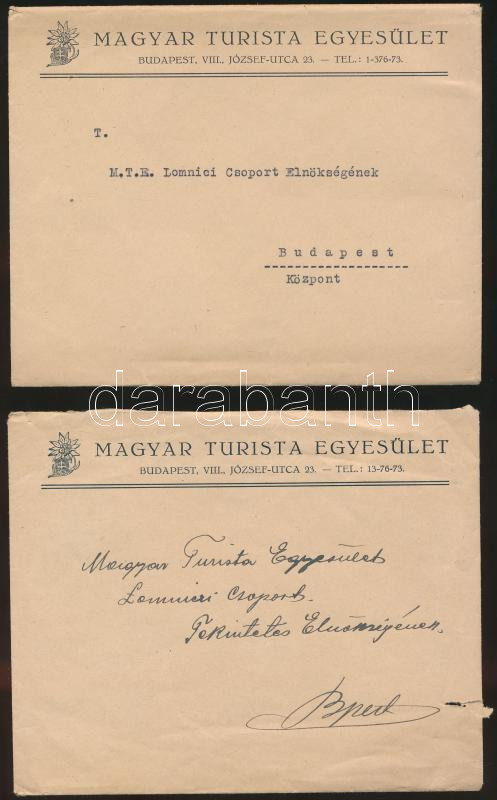 MAGYAR TURISTA EGYESÜLET
BUDAPEST, VIII., JÓZSEF-UTCA 23. — TEL.: 1-376-73.
T.
M.T.E. Lomnici Csoport Elnökségének
Budapest
Központ
darabanth
MAGYAR TURISTA EGYESÜLET
BUDAPEST, VIII., JÓZSEF-UTCA 23. — TEL.: 13-76-73.
Magyar Turista Egyesület
Lomnici Csoport.
Tekintetes Elnökségének.
Bpest